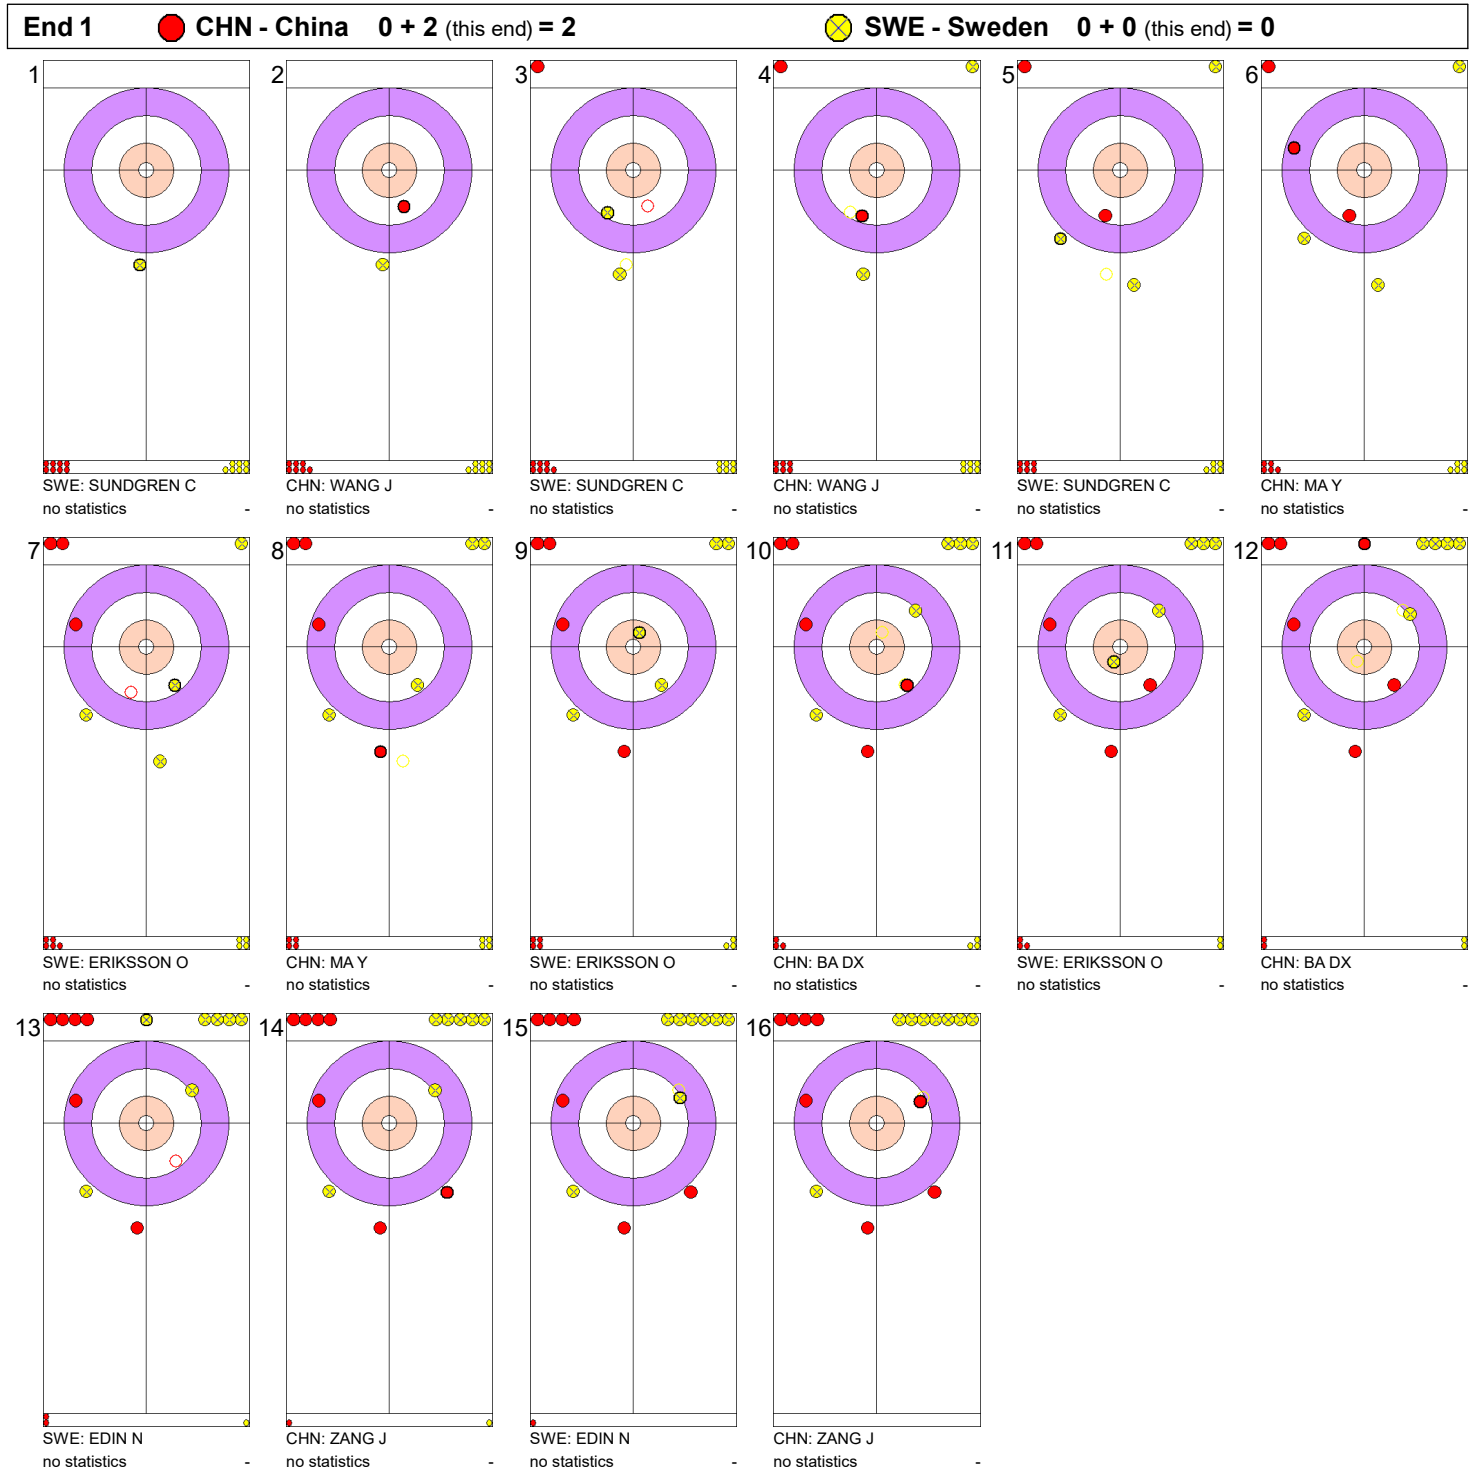 End 1 CHN - China 0 + 2 (this end) = 2 SWE - Sweden 0 + 0 (this end) = 0
1 2 3 4 5 6
SWE: SUNDGREN C CHN: WANG J SWE: SUNDGREN C CHN: WANG J SWE: SUNDGREN C CHN: MA Y
no statistics - no statistics - no statistics - no statistics - no statistics - no statistics -
7 8 9 10 11 12
SWE: ERIKSSON O CHN: MA Y SWE: ERIKSSON O CHN: BA DX SWE: ERIKSSON O CHN: BA DX
no statistics - no statistics - no statistics - no statistics - no statistics - no statistics -
13 14 15 16
SWE: EDIN N CHN: ZANG J SWE: EDIN N CHN: ZANG J
no statistics - no statistics - no statistics - no statistics -